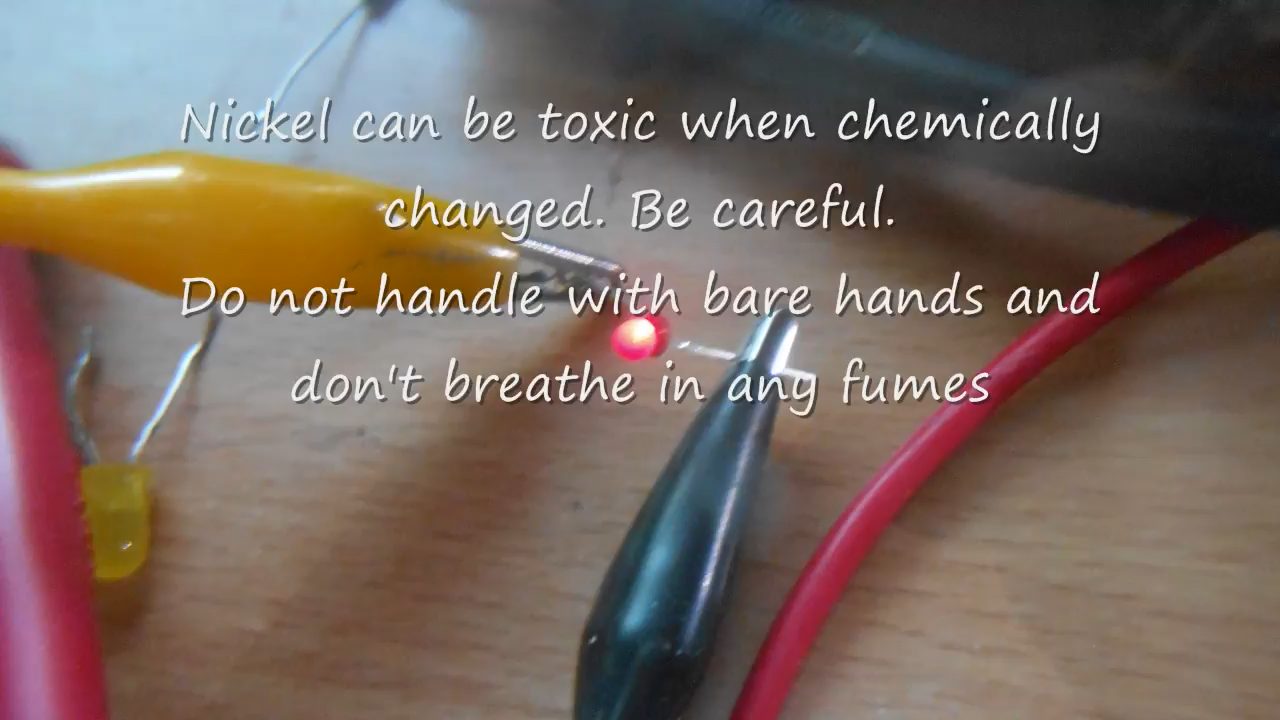 Nickel can be toxic when chemically
changed. Be careful.
Do not handle with bare hands and
don't breathe in any fumes